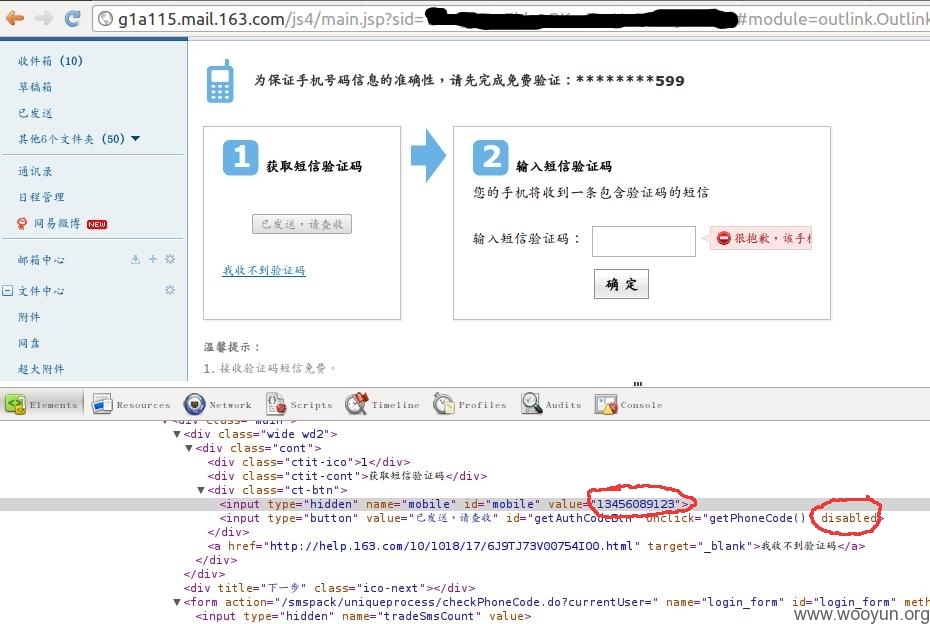 g1a115.mail.163.com/js4/main.jsp?sid= #module=outlink.Outlink
收件箱 (10)
草稿箱
已发送
其他6个文件夹 (50)
通讯录
日程管理
网易微博 NEW
邮箱中心
文件中心
附件
网盘
超大附件
为保证手机号码信息的准确性，请先完成免费验证：********599
1 获取短信验证码
已发送，请查收
我收不到验证码
2 输入短信验证码
您的手机将收到一条包含验证码的短信
输入短信验证码： 很抱歉，该手机
确 定
温馨提示：
1. 接收验证码短信免费。
Elements Resources Network Scripts Timeline Profiles Audits Console
<div class="main">
<div class="wide wd2">
<div class="cont">
<div class="ctit-ico">1</div>
<div class="ctit-cont">获取短信验证码</div>
<div class="ct-btn">
<input type="hidden" name="mobile" id="mobile" value="13456089123">
<input type="button" value="已发送，请查收" id="getAuthCodeBtn" onclick="getPhoneCode()" disabled>
</div>
<a href="http://help.163.com/10/1018/17/6J9TJ73V00754I0O.html" target="_blank">我收不到验证码</a>
</div>
</div>
<div title="下一步" class="ico-next"></div>
<form action="/smspack/uniqueprocess/checkPhoneCode.do?currentUser=" name="login_form" id="login_form" meth
<input type="hidden" name="tradeSmsCount" value>
www.wooyun.org